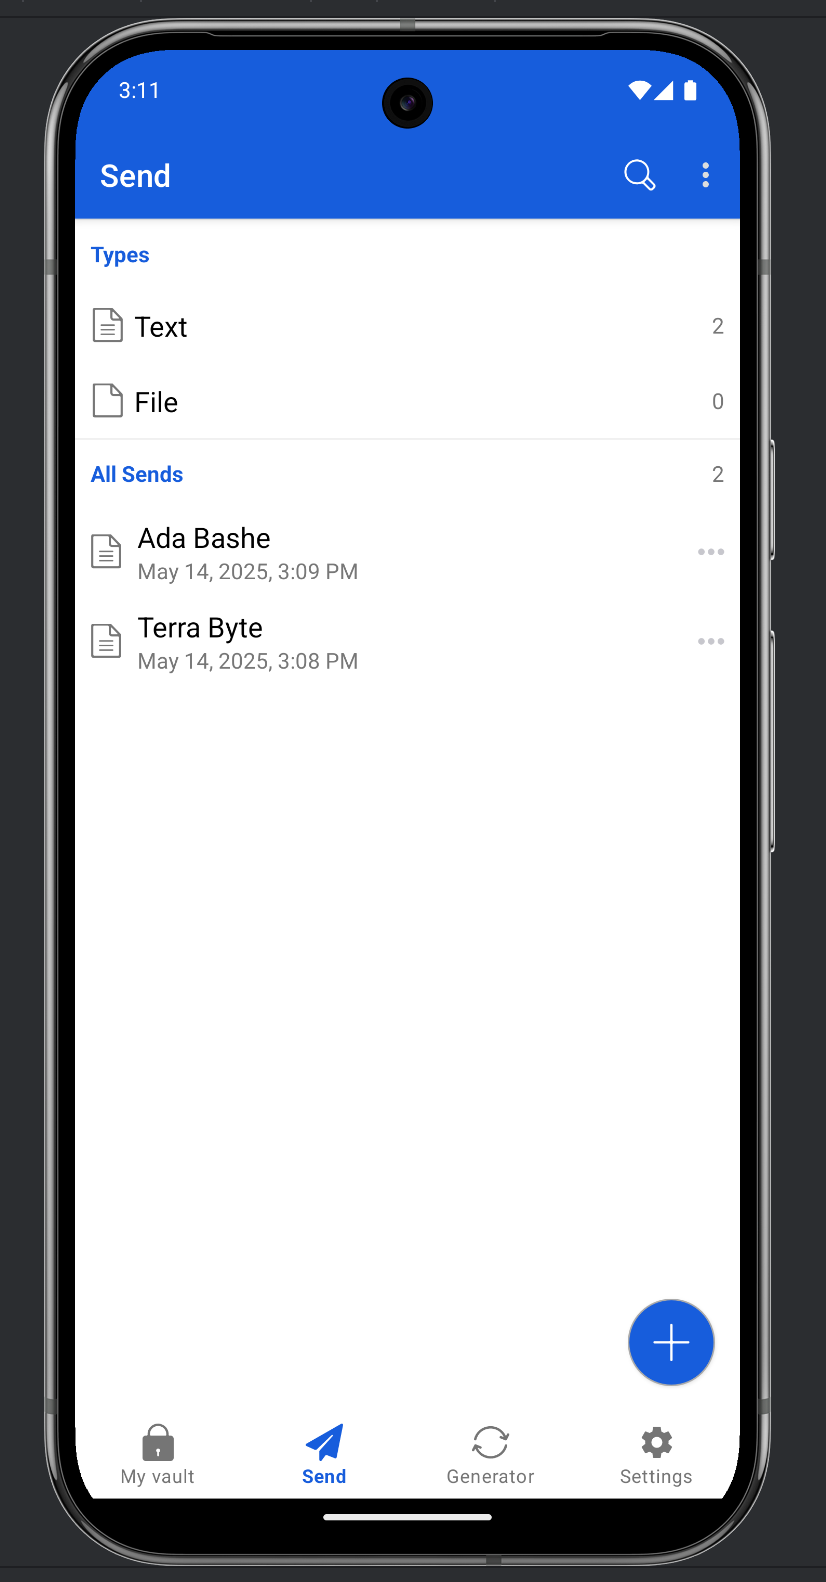 3:11
Send
Types
Text 2
File 0
All Sends 2
Ada Bashe
May 14, 2025, 3:09 PM
Terra Byte
May 14, 2025, 3:08 PM
My vault Send Generator Settings